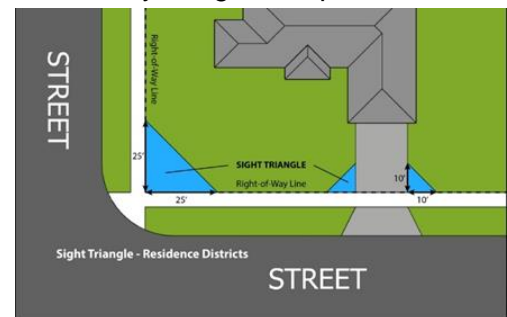 Right-of-Way Line
STREET
25'
SIGHT TRIANGLE
10'
Right-of-Way Line
25'
10'
Sight Triangle - Residence Districts
STREET